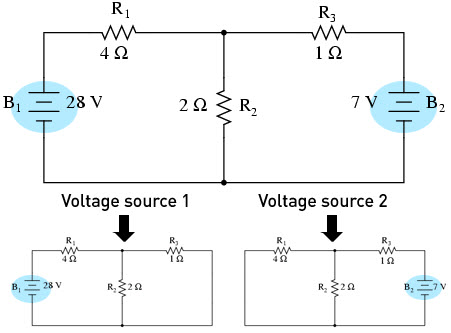 R1 R3
4 Ω 1 Ω
B1 28 V 2 Ω R2 7 V B2
Voltage source 1 Voltage source 2
R1 R3 R1 R3
4 Ω 1 Ω 4 Ω 1 Ω
B1 28 V R2 2 Ω R2 2 Ω B2 7 V